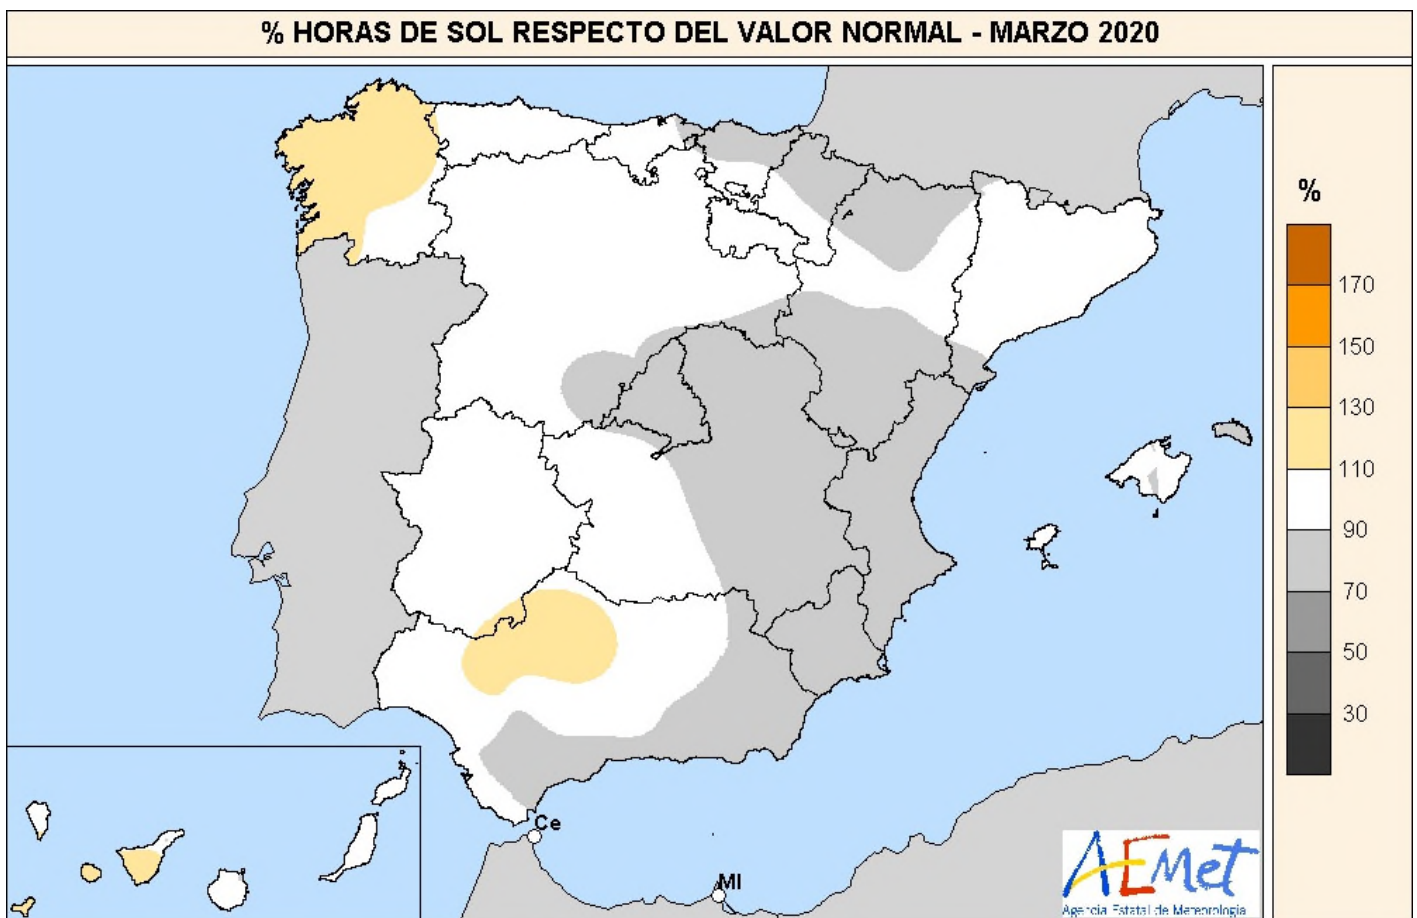 % HORAS DE SOL RESPECTO DEL VALOR NORMAL - MARZO 2020
%
170
150
130
110
90
70
50
30
Ce
Ml
AEMet
Agencia Estatal de Meteorología